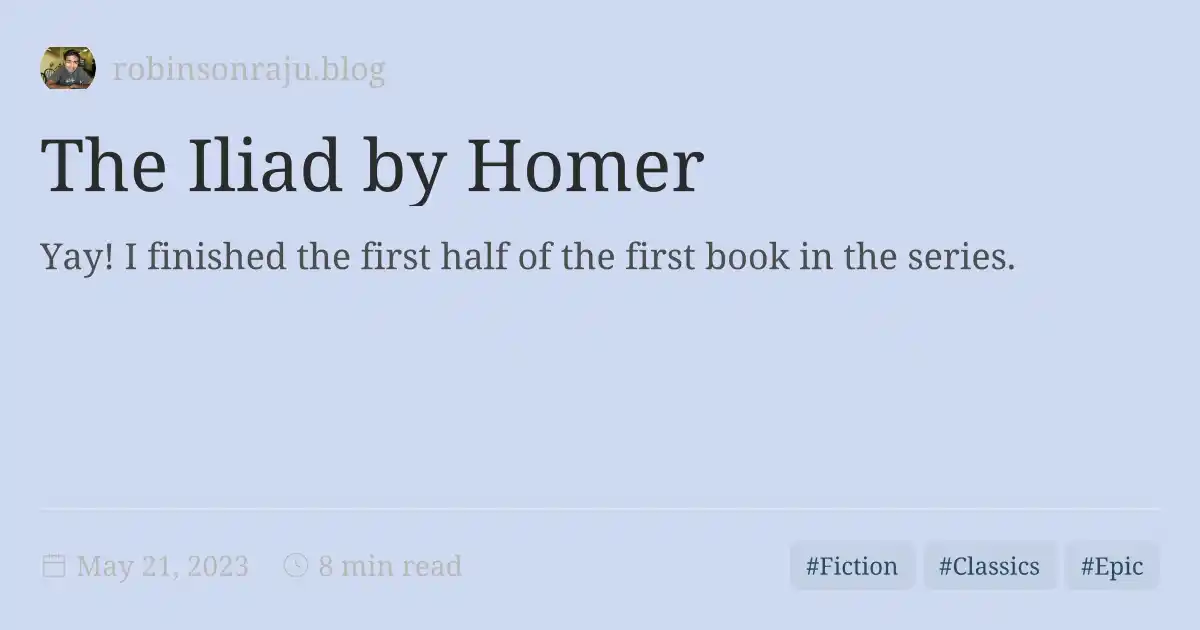 robinsonraju.blog
The Iliad by Homer
Yay! I finished the first half of the first book in the series.
May 21, 2023 8 min read #Fiction #Classics #Epic